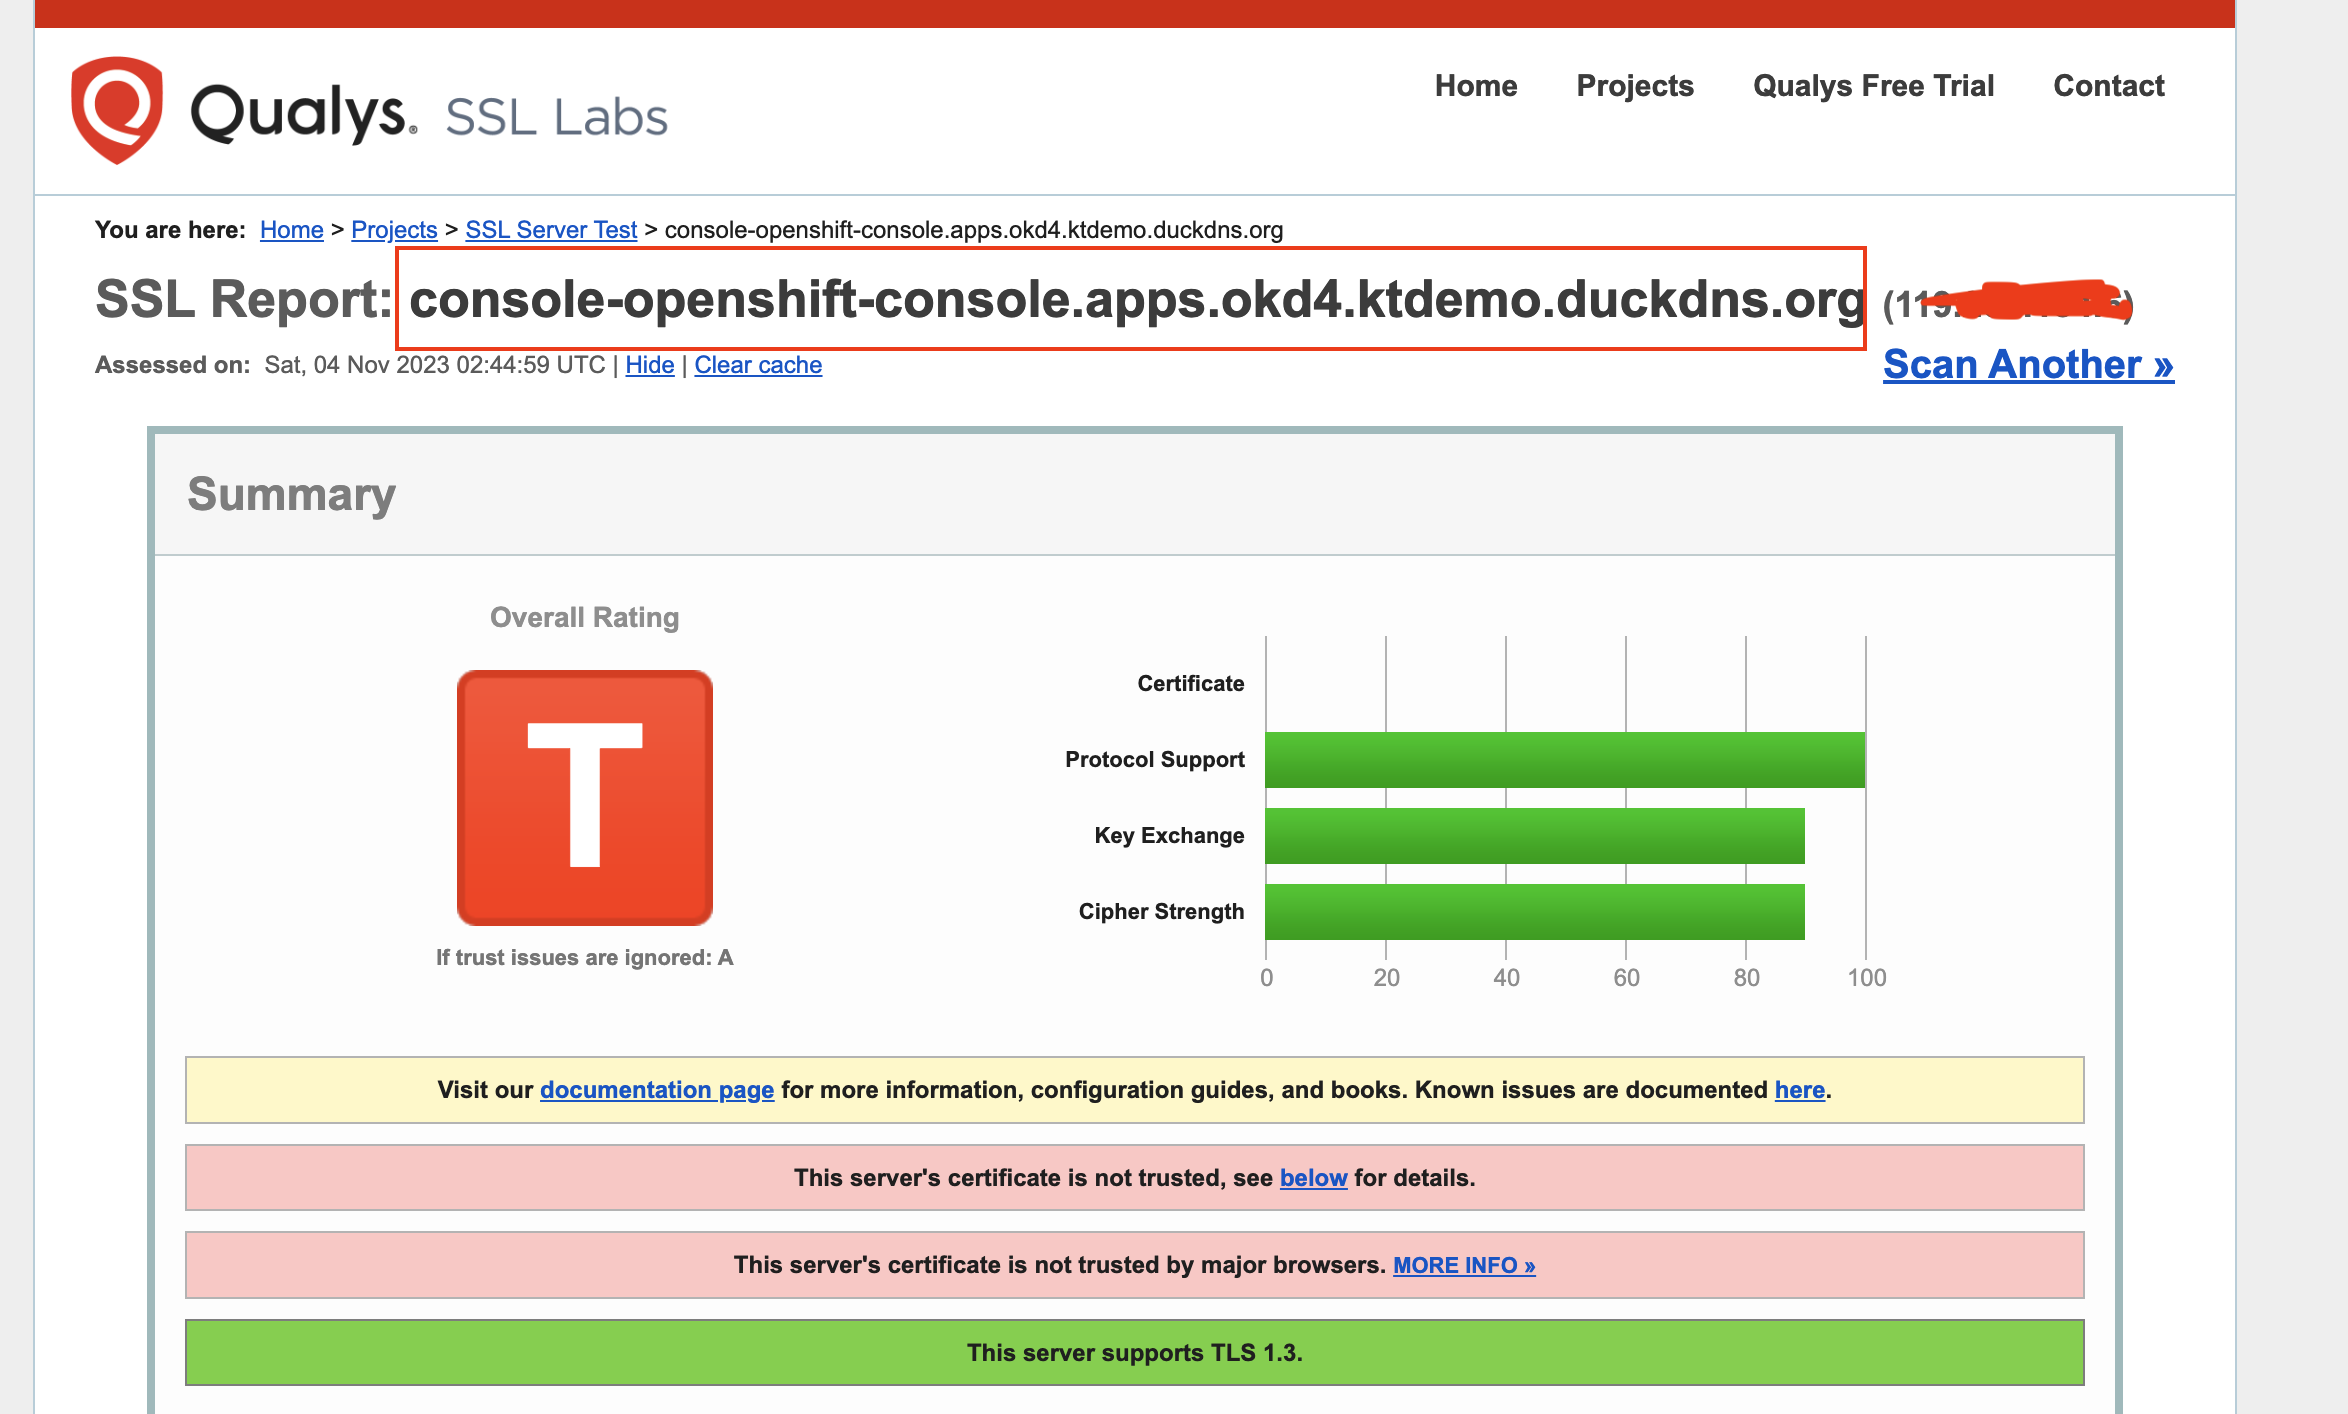 Qualys. SSL Labs
Home Projects Qualys Free Trial Contact
You are here: Home > Projects > SSL Server Test > console-openshift-console.apps.okd4.ktdemo.duckdns.org
SSL Report: console-openshift-console.apps.okd4.ktdemo.duckdns.org (119.
Assessed on: Sat, 04 Nov 2023 02:44:59 UTC | Hide | Clear cache
Scan Another »
Summary
Overall Rating
T
If trust issues are ignored: A
Certificate
Protocol Support
Key Exchange
Cipher Strength
0 20 40 60 80 100
Visit our documentation page for more information, configuration guides, and books. Known issues are documented here.
This server's certificate is not trusted, see below for details.
This server's certificate is not trusted by major browsers. MORE INFO »
This server supports TLS 1.3.